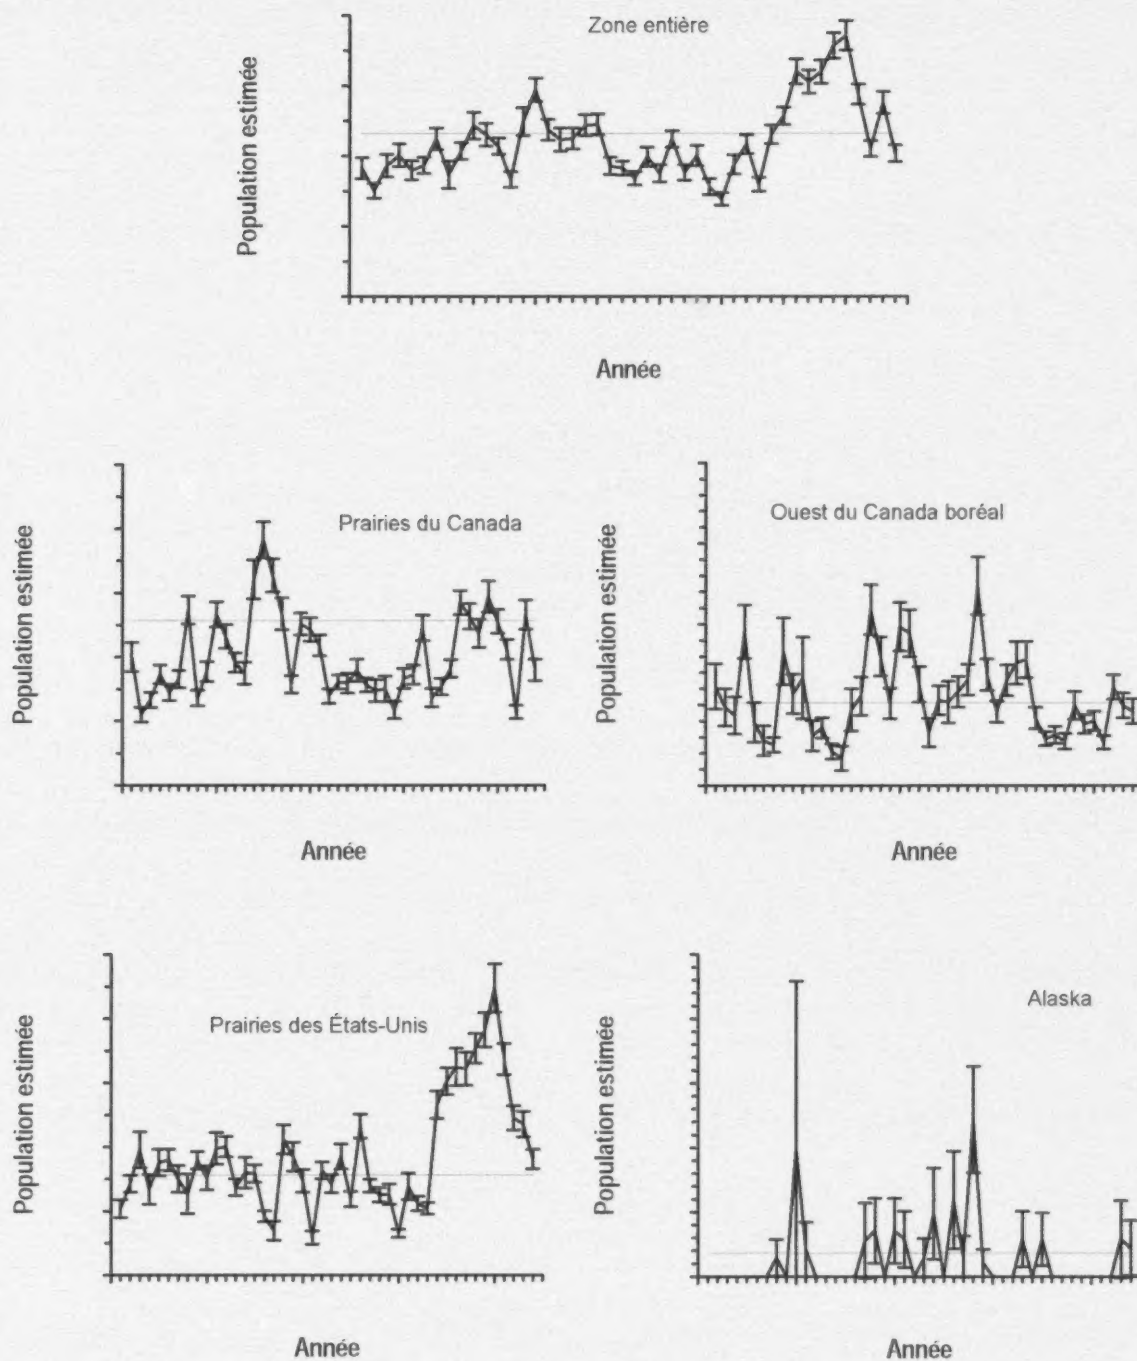 Zone entière
Population estimée
Année
Prairies du Canada
Population estimée
Année
Ouest du Canada boréal
Population estimée
Année
Prairies des États-Unis
Population estimée
Année
Alaska
Population estimée
Année